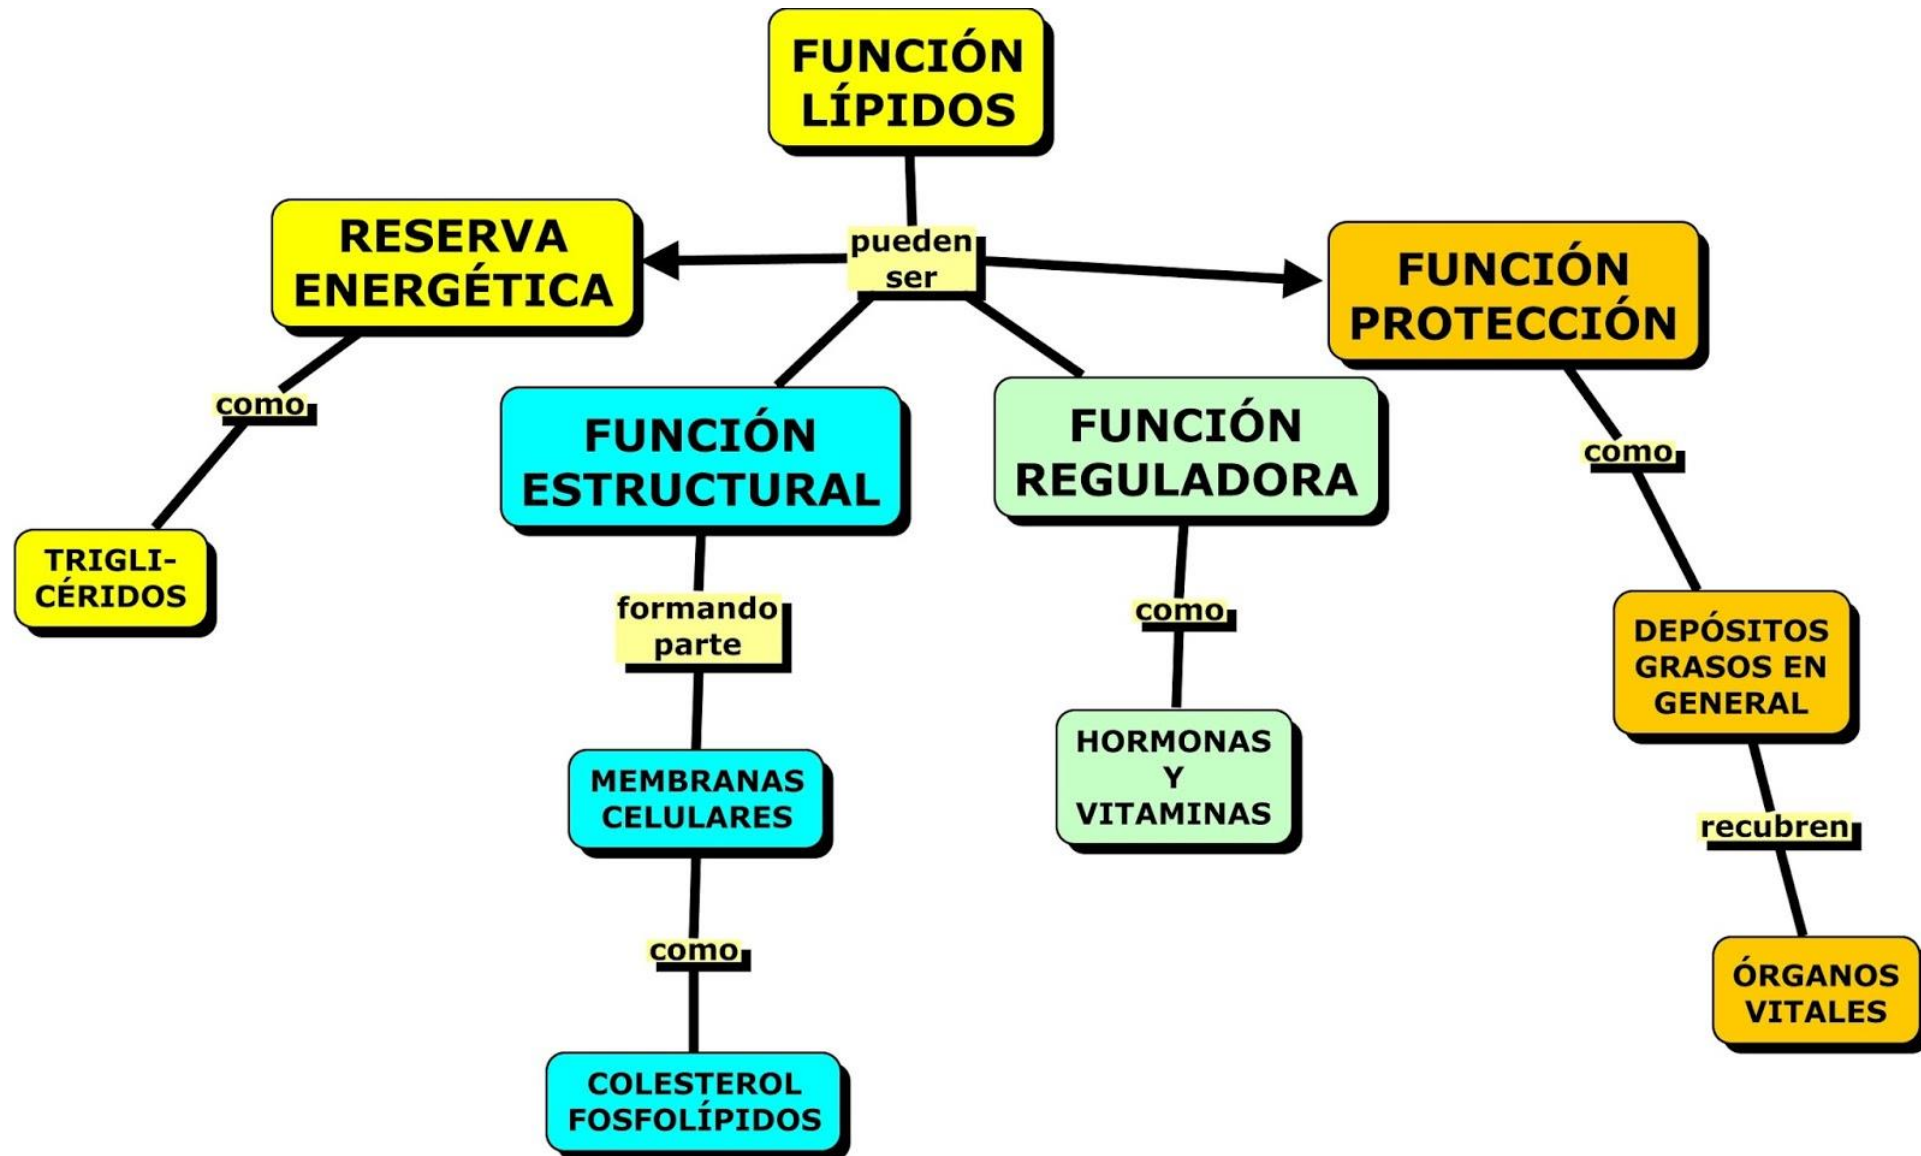 FUNCIÓN
LÍPIDOS
pueden
ser
RESERVA
ENERGÉTICA
como
TRIGLI-
CÉRIDOS
FUNCIÓN
ESTRUCTURAL
formando
parte
MEMBRANAS
CELULARES
como
COLESTEROL
FOSFOLÍPIDOS
FUNCIÓN
REGULADORA
como
HORMONAS
Y
VITAMINAS
FUNCIÓN
PROTECCIÓN
como
DEPÓSITOS
GRASOS EN
GENERAL
recubren
ÓRGANOS
VITALES